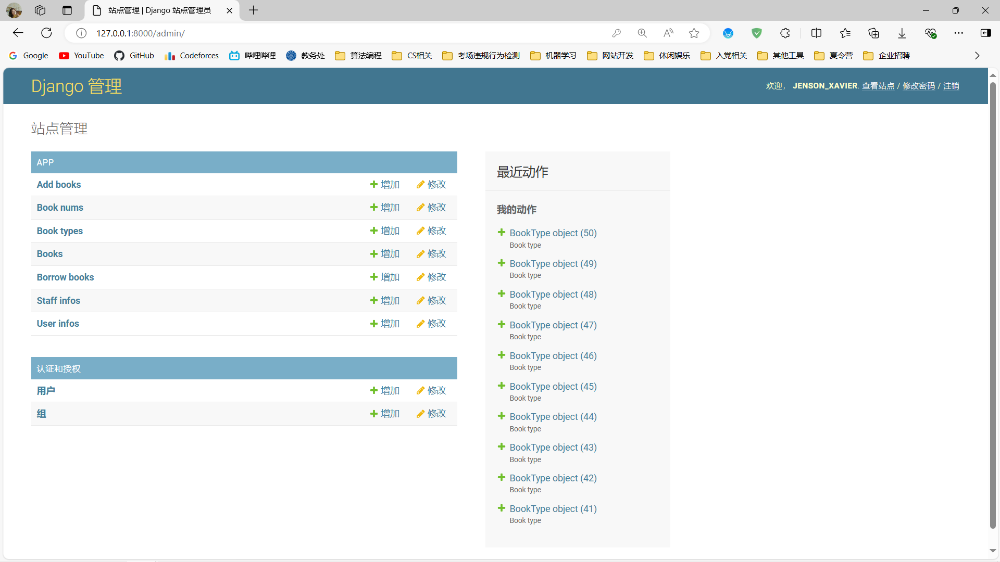 站点管理 | Django 站点管理员
127.0.0.1:8000/admin/
Google YouTube GitHub Codeforces 哔哩哔哩 教务处 算法编程 CS相关 考场违规行为检测 机器学习 网站开发 休闲娱乐 入党相关 其他工具 夏令营 企业招聘
Django 管理
欢迎， JENSON_XAVIER. 查看站点 / 修改密码 / 注销
站点管理
APP
Add books 增加 修改
Book nums 增加 修改
Book types 增加 修改
Books 增加 修改
Borrow books 增加 修改
Staff infos 增加 修改
User infos 增加 修改
认证和授权
用户 增加 修改
组 增加 修改
最近动作
我的动作
BookType object (50)
Book type
BookType object (49)
Book type
BookType object (48)
Book type
BookType object (47)
Book type
BookType object (46)
Book type
BookType object (45)
Book type
BookType object (44)
Book type
BookType object (43)
Book type
BookType object (42)
Book type
BookType object (41)
Book type